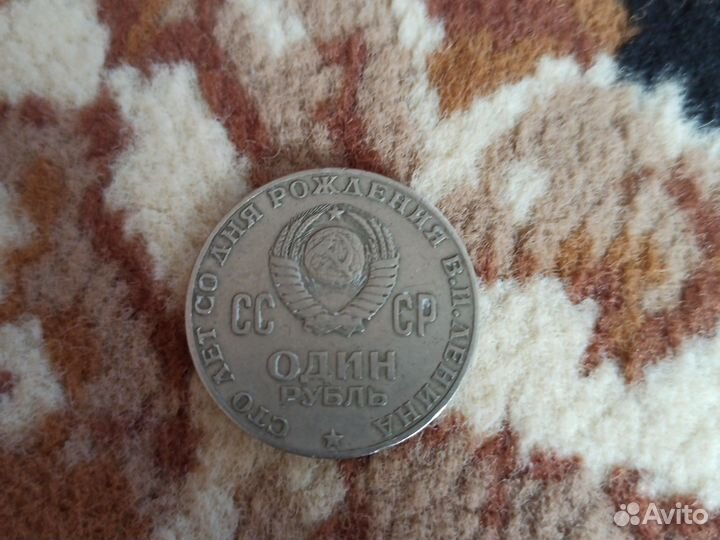 СТО ЛЕТ СО ДНЯ РОЖДЕНИЯ В.И.ЛЕНИНА
СС СР
ОДИН
РУБЛЬ
Avito